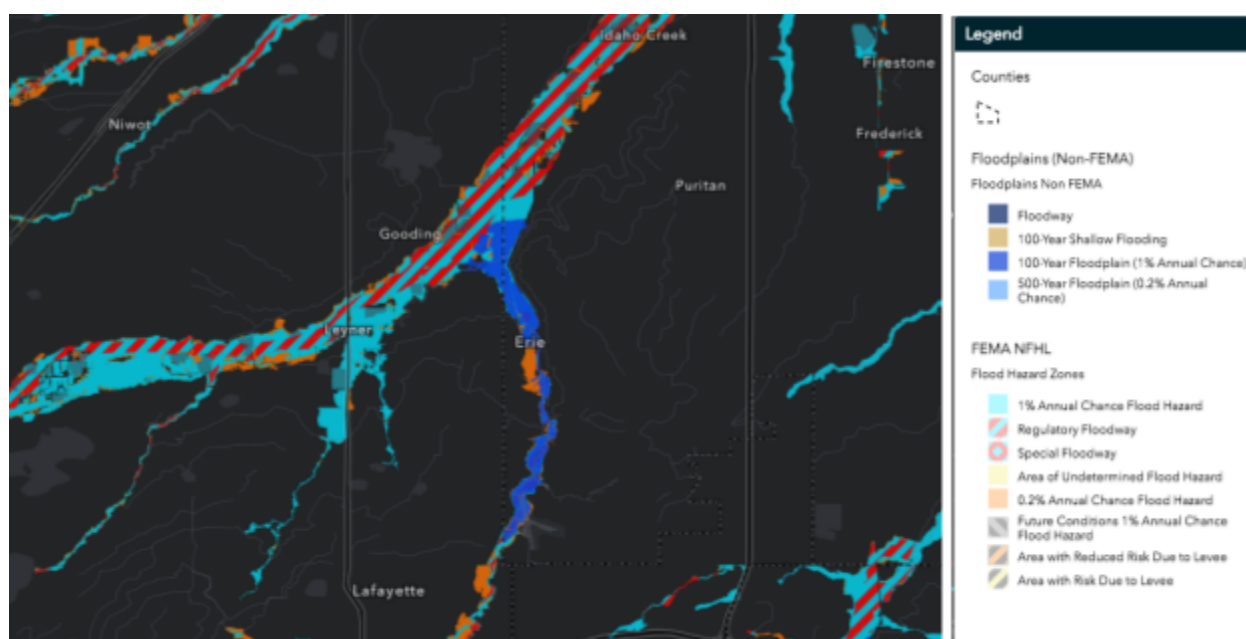 Idaho Creek
Firestone
Niwot
Frederick
Puritan
Gooding
Leyner
Erie
Lafayette
Legend
Counties
Floodplains (Non-FEMA)
Floodplains Non FEMA
Floodway
100-Year Shallow Flooding
100-Year Floodplain (1% Annual Chance)
500-Year Floodplain (0.2% Annual
Chance)
FEMA NFHL
Flood Hazard Zones
1% Annual Chance Flood Hazard
Regulatory Floodway
Special Floodway
Area of Undetermined Flood Hazard
0.2% Annual Chance Flood Hazard
Future Conditions 1% Annual Chance
Flood Hazard
Area with Reduced Risk Due to Levee
Area with Risk Due to Levee